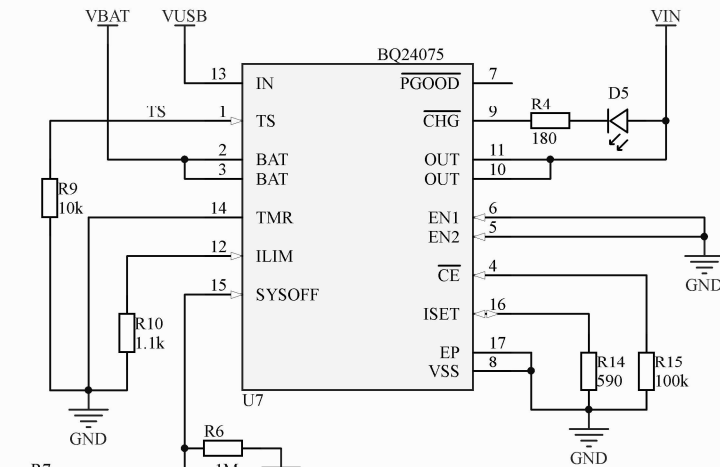 VBAT VUSB VIN
BQ24075
13 IN PGOOD 7
TS 1 TS CHG 9 R4 180 D5
2 BAT OUT 11
3 BAT OUT 10
R9
10k
14 TMR EN1 6
EN2 5
12 ILIM CE 4
GND
15 SYSOFF ISET 16
R10
1.1k
EP 17
VSS 8
R14
590
R15
100k
U7
GND
R6
1M
GND
R7